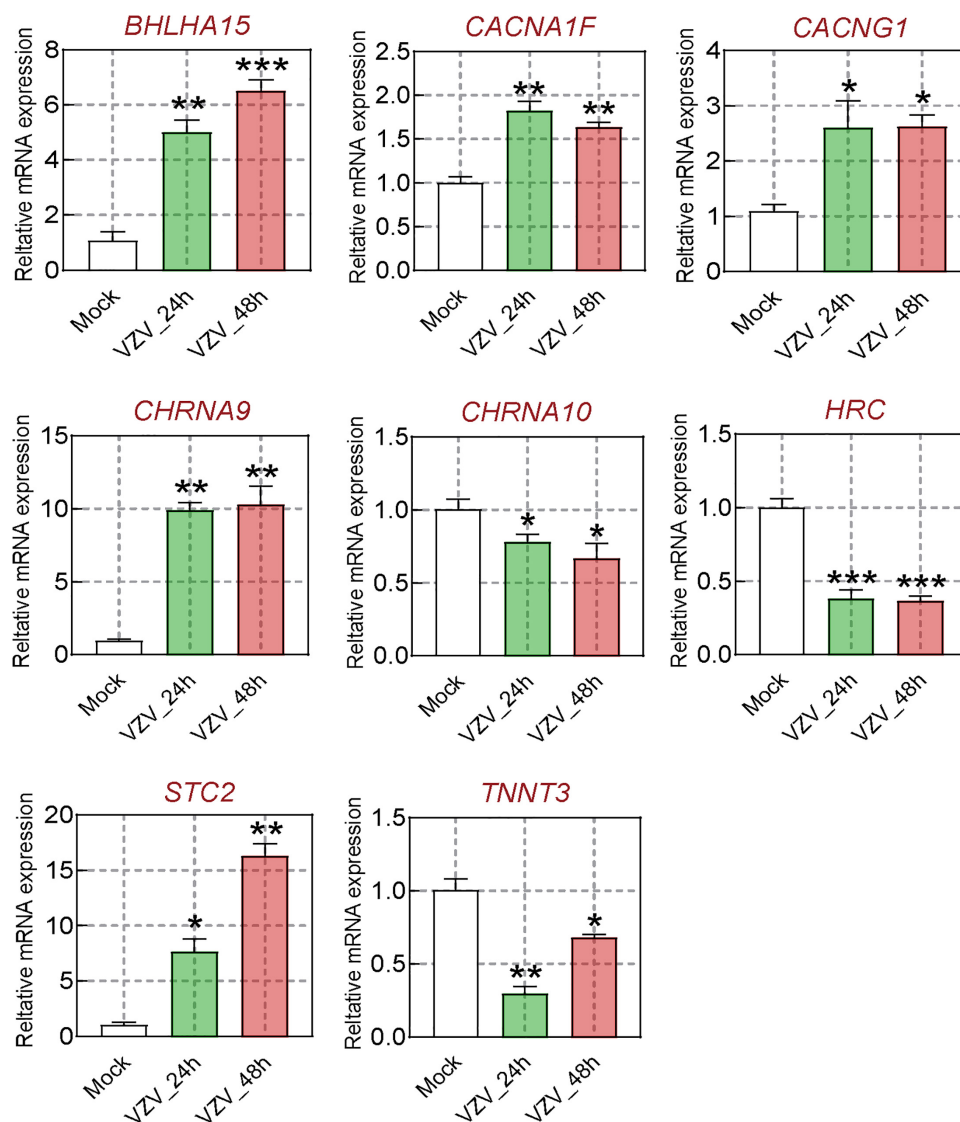 BHLHA15
Reltative mRNA expression
8
6
4
2
0
**
***
Mock
VZV_24h
VZV_48h
CACNA1F
Reltative mRNA expression
2.5
2.0
1.5
1.0
0.5
0.0
**
**
Mock
VZV_24h
VZV_48h
CACNG1
Reltative mRNA expression
4
3
2
1
0
*
*
Mock
VZV_24h
VZV_48h
CHRNA9
Reltative mRNA expression
15
10
5
0
**
**
Mock
VZV_24h
VZV_48h
CHRNA10
Reltative mRNA expression
1.5
1.0
0.5
0.0
*
*
Mock
VZV_24h
VZV_48h
HRC
Reltative mRNA expression
1.5
1.0
0.5
0.0
***
***
Mock
VZV_24h
VZV_48h
STC2
Reltative mRNA expression
20
15
10
5
0
*
**
Mock
VZV_24h
VZV_48h
TNNT3
Reltative mRNA expression
1.5
1.0
0.5
0.0
**
*
Mock
VZV_24h
VZV_48h